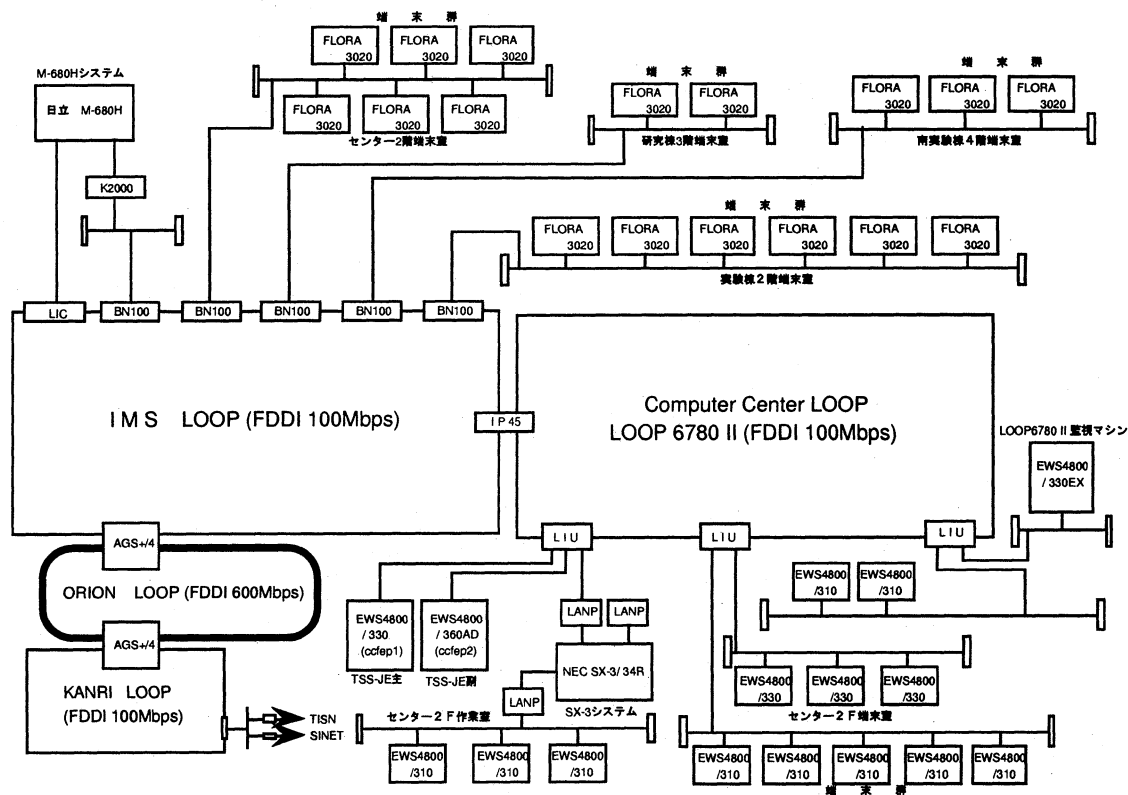 端 末 群
FLORA
3020
FLORA
3020
FLORA
3020
FLORA
3020
FLORA
3020
FLORA
3020
センター2階端末室
M-680Hシステム
日立 M-680H
K2000
端 末 群
FLORA
3020
FLORA
3020
研究棟3階端末室
端 末 群
FLORA
3020
FLORA
3020
FLORA
3020
南実験棟4階端末室
端 末 群
FLORA
3020
FLORA
3020
FLORA
3020
FLORA
3020
FLORA
3020
FLORA
3020
実験棟2階端末室
LIC
BN100
BN100
BN100
BN100
BN100
IMS LOOP (FDDI 100Mbps)
IP45
Computer Center LOOP
LOOP 6780 II (FDDI 100Mbps)
LOOP6780 II 監視マシン
EWS4800
/ 330EX
AGS+/4
ORION LOOP (FDDI 600Mbps)
AGS+/4
KANRI LOOP
(FDDI 100Mbps)
TISN
SINET
LIU
LIU
LIU
EWS4800
/ 330
(ccfep1)
TSS-JE主
EWS4800
/ 360AD
(ccfep2)
TSS-JE副
LANP
LANP
NEC SX-3/ 34R
SX-3システム
LANP
センター2F作業室
EWS4800
/310
EWS4800
/310
EWS4800
/310
EWS4800
/310
EWS4800
/310
EWS4800
/330
EWS4800
/330
EWS4800
/330
センター2F端末室
EWS4800
/310
EWS4800
/310
EWS4800
/310
EWS4800
/310
EWS4800
/310
端 末 群